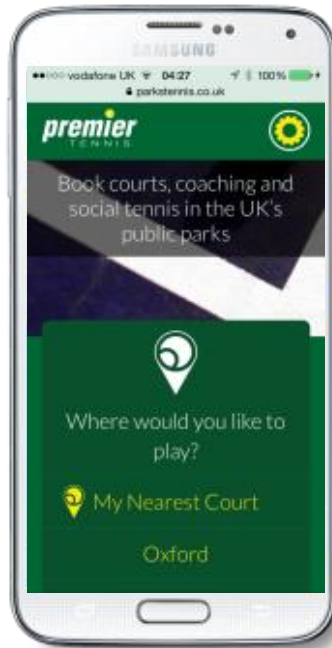 SAMSUNG
vodafone UK 04:27 100%
parkstennis.co.uk
premier
TENNIS
Book courts, coaching and
social tennis in the UK's
public parks
Where would you like to
play?
My Nearest Court
Oxford